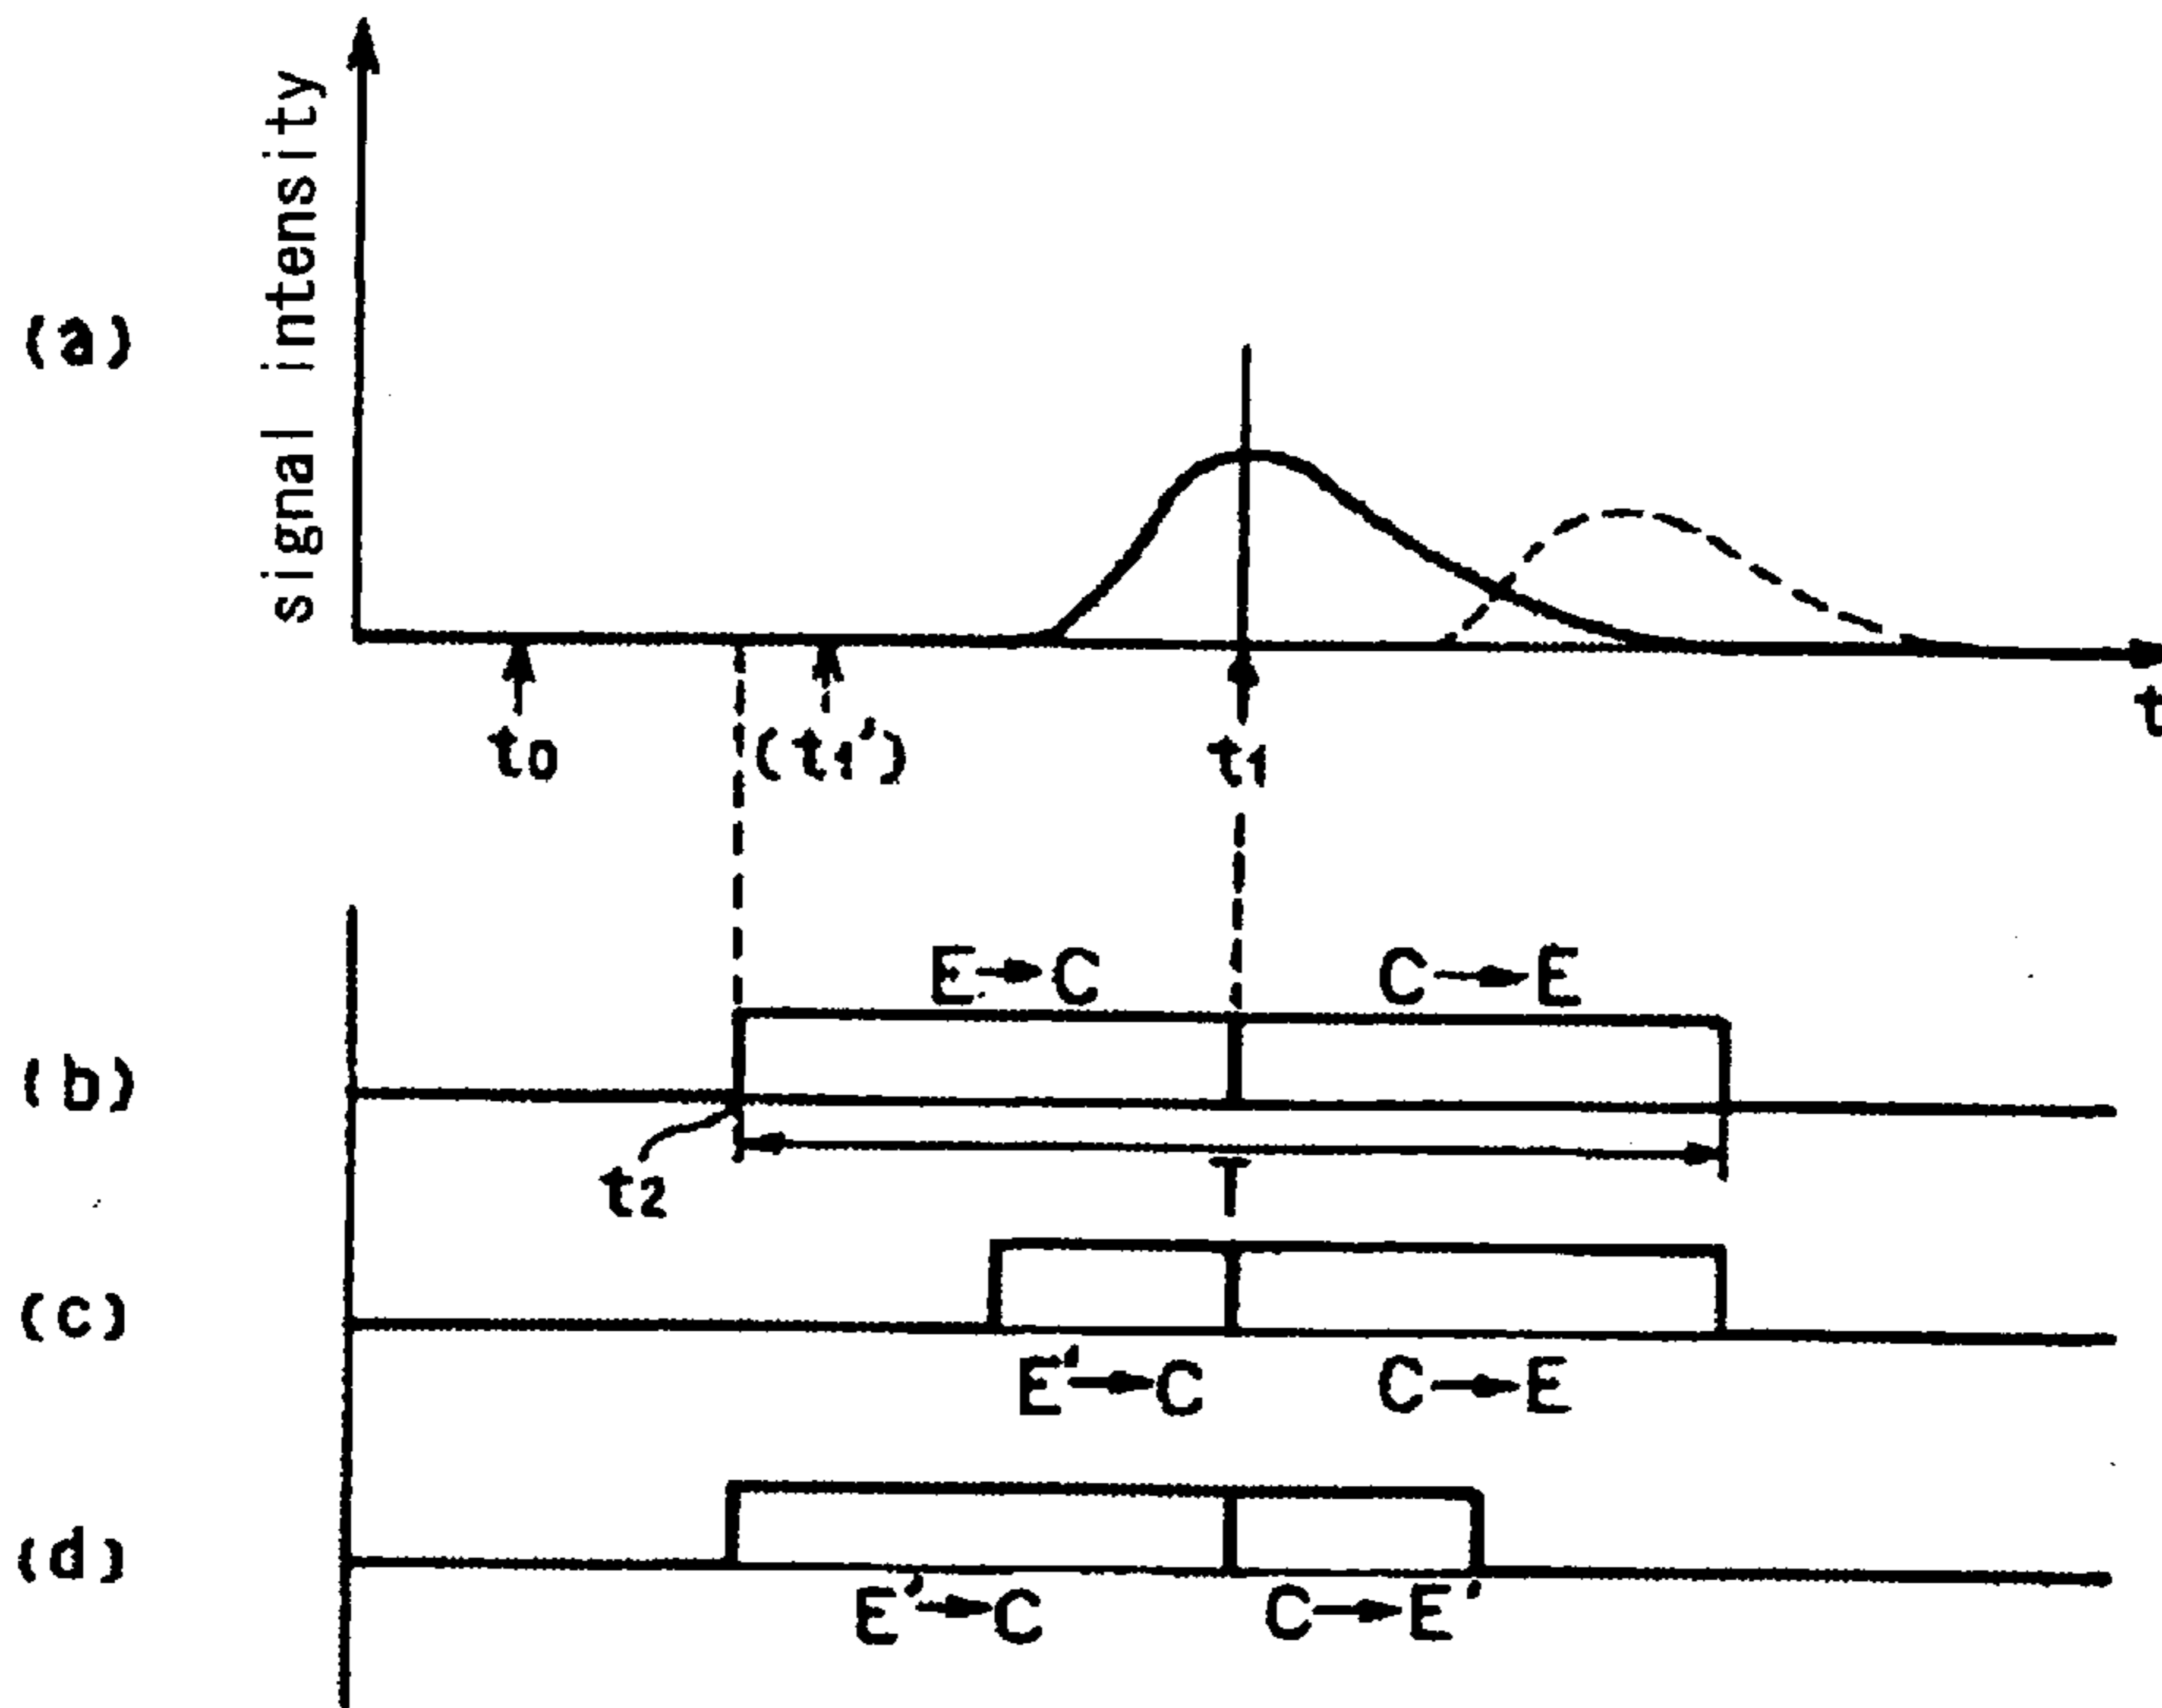 signal intensity
(a)
t0
(t1')
t1
t
E→C
C→E
(b)
t2
T
(c)
E'→C
C→E
(d)
E'→C
C→E'